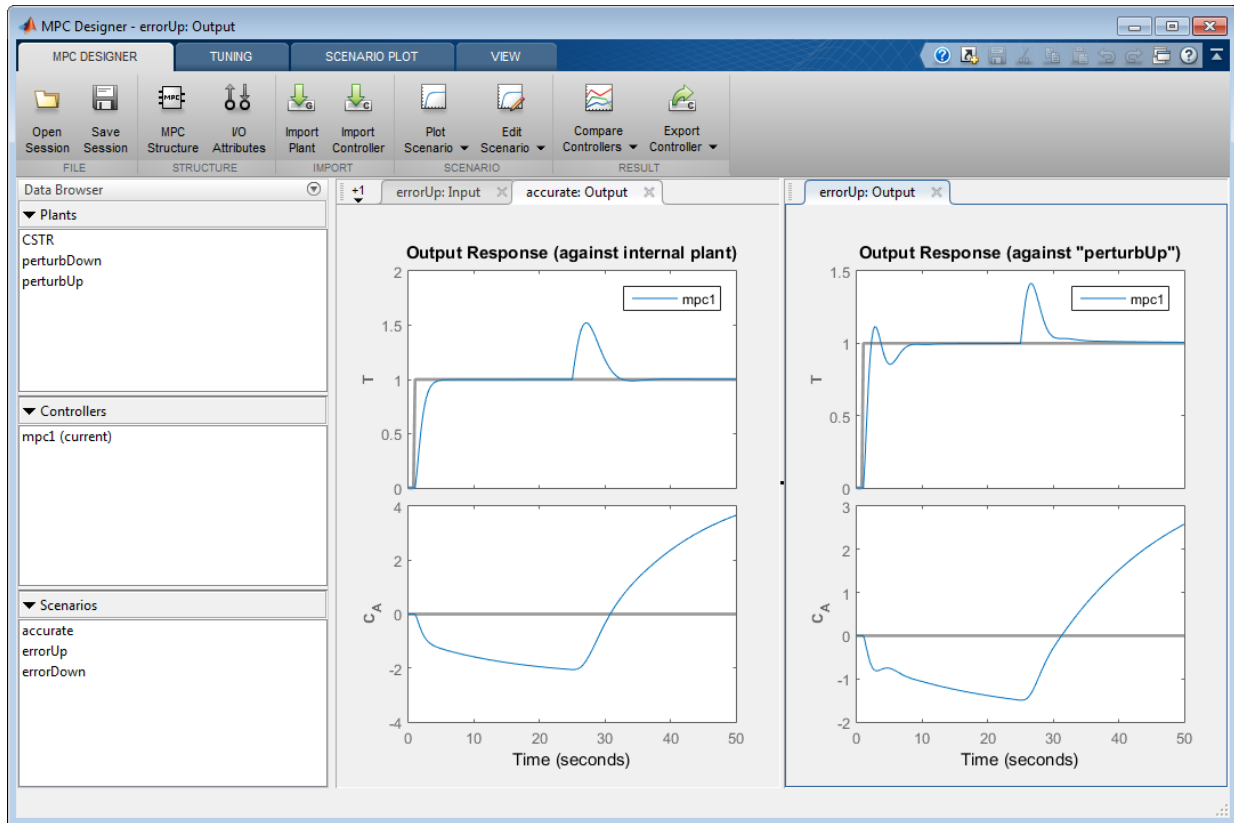 MPC Designer - errorUp: Output
MPC DESIGNER TUNING SCENARIO PLOT VIEW
Open Session
Save Session
MPC Structure
I/O Attributes
Import Plant
Import Controller
Plot Scenario
Edit Scenario
Compare Controllers
Export Controller
MPC
G
C
C
FILE STRUCTURE IMPORT SCENARIO RESULT
Data Browser
Plants
CSTR
perturbDown
perturbUp
Controllers
mpc1 (current)
Scenarios
accurate
errorUp
errorDown
+1 errorUp: Input accurate: Output
Output Response (against internal plant)
mpc1
T
2
1.5
1
0.5
0
C_A
4
2
0
-2
-4
0 10 20 30 40 50
Time (seconds)
errorUp: Output
Output Response (against "perturbUp")
mpc1
T
1.5
1
0.5
0
C_A
3
2
1
0
-1
-2
0 10 20 30 40 50
Time (seconds)